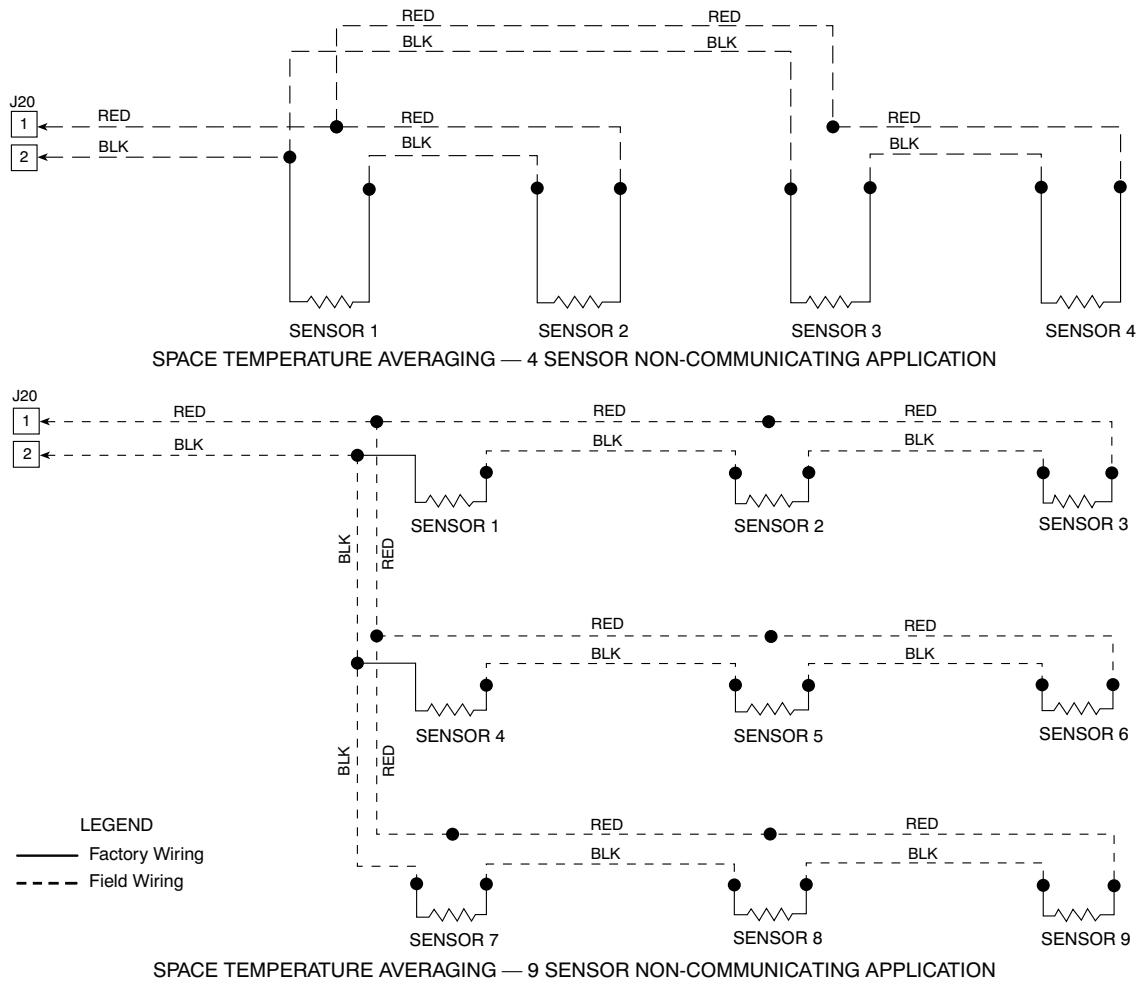 RED RED
BLK BLK
J20
1 RED RED RED
2 BLK BLK BLK
SENSOR 1 SENSOR 2 SENSOR 3 SENSOR 4
SPACE TEMPERATURE AVERAGING — 4 SENSOR NON-COMMUNICATING APPLICATION
J20
1 RED RED RED
2 BLK BLK BLK
SENSOR 1 SENSOR 2 SENSOR 3
BLK RED
RED RED
BLK BLK
SENSOR 4 SENSOR 5 SENSOR 6
BLK RED
LEGEND
Factory Wiring
Field Wiring
RED RED
BLK BLK
SENSOR 7 SENSOR 8 SENSOR 9
SPACE TEMPERATURE AVERAGING — 9 SENSOR NON-COMMUNICATING APPLICATION